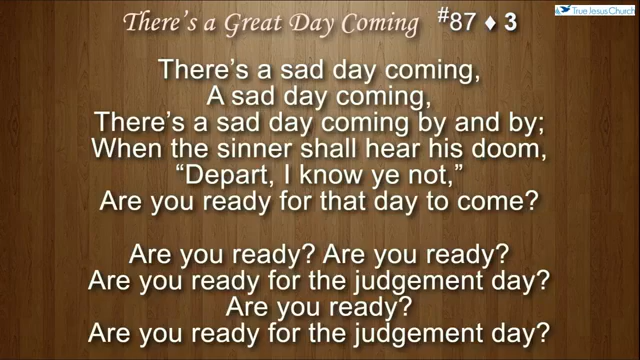 There's a Great Day Coming #87 ♦ 3
True Jesus Church
There's a sad day coming,
A sad day coming,
There's a sad day coming by and by;
When the sinner shall hear his doom,
“Depart, I know ye not,”
Are you ready for that day to come?
Are you ready? Are you ready?
Are you ready for the judgement day?
Are you ready?
Are you ready for the judgement day?